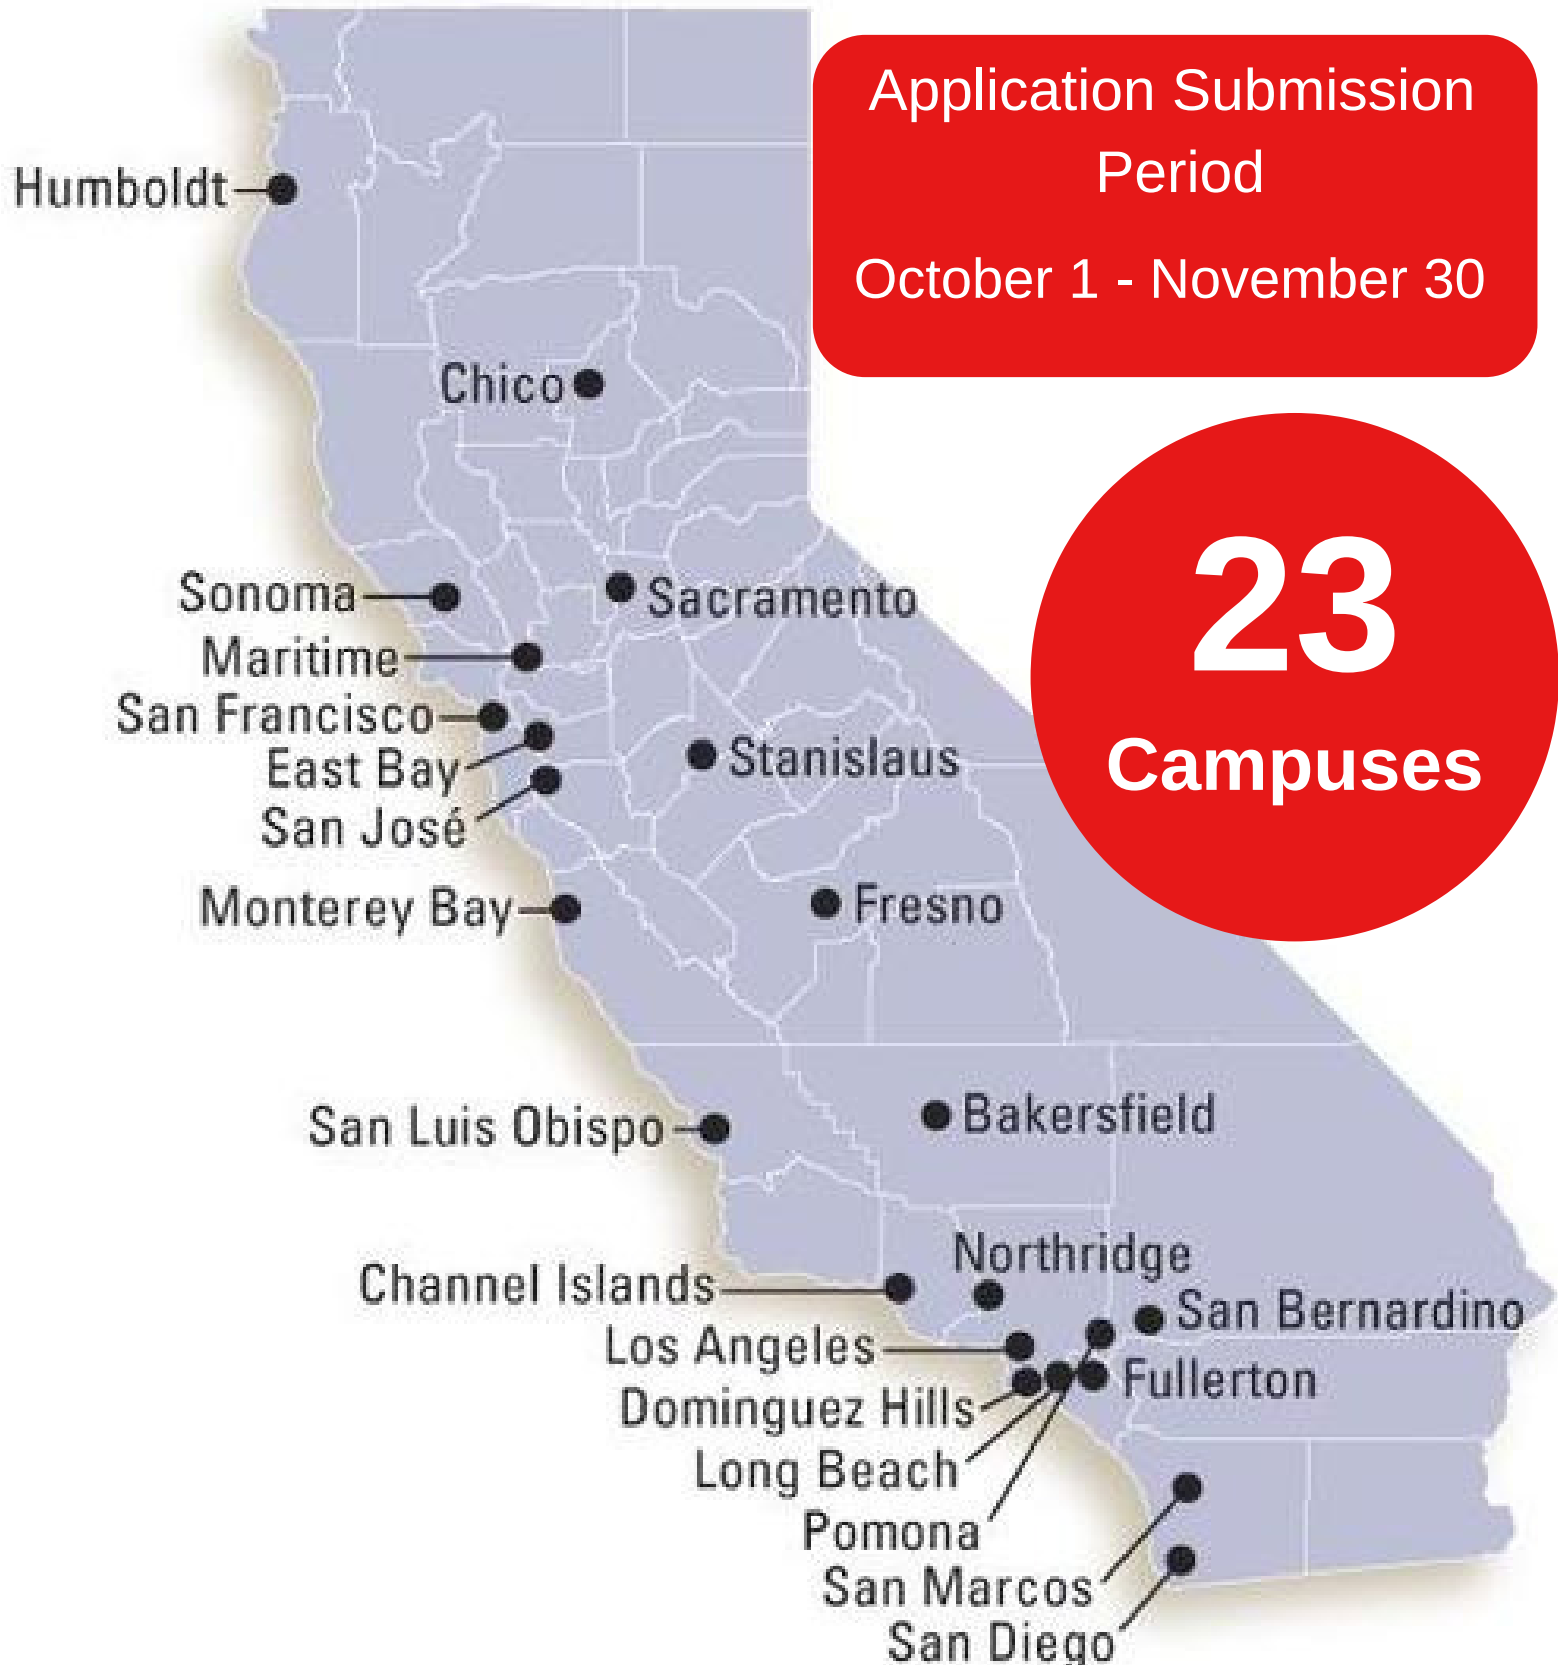 Application Submission
Period
October 1 - November 30
Humboldt
Chico
23
Campuses
Sonoma
Sacramento
Maritime
San Francisco
East Bay
Stanislaus
San José
Monterey Bay
Fresno
San Luis Obispo
Bakersfield
Northridge
Channel Islands
San Bernardino
Los Angeles
Fullerton
Dominguez Hills
Long Beach
Pomona
San Marcos
San Diego